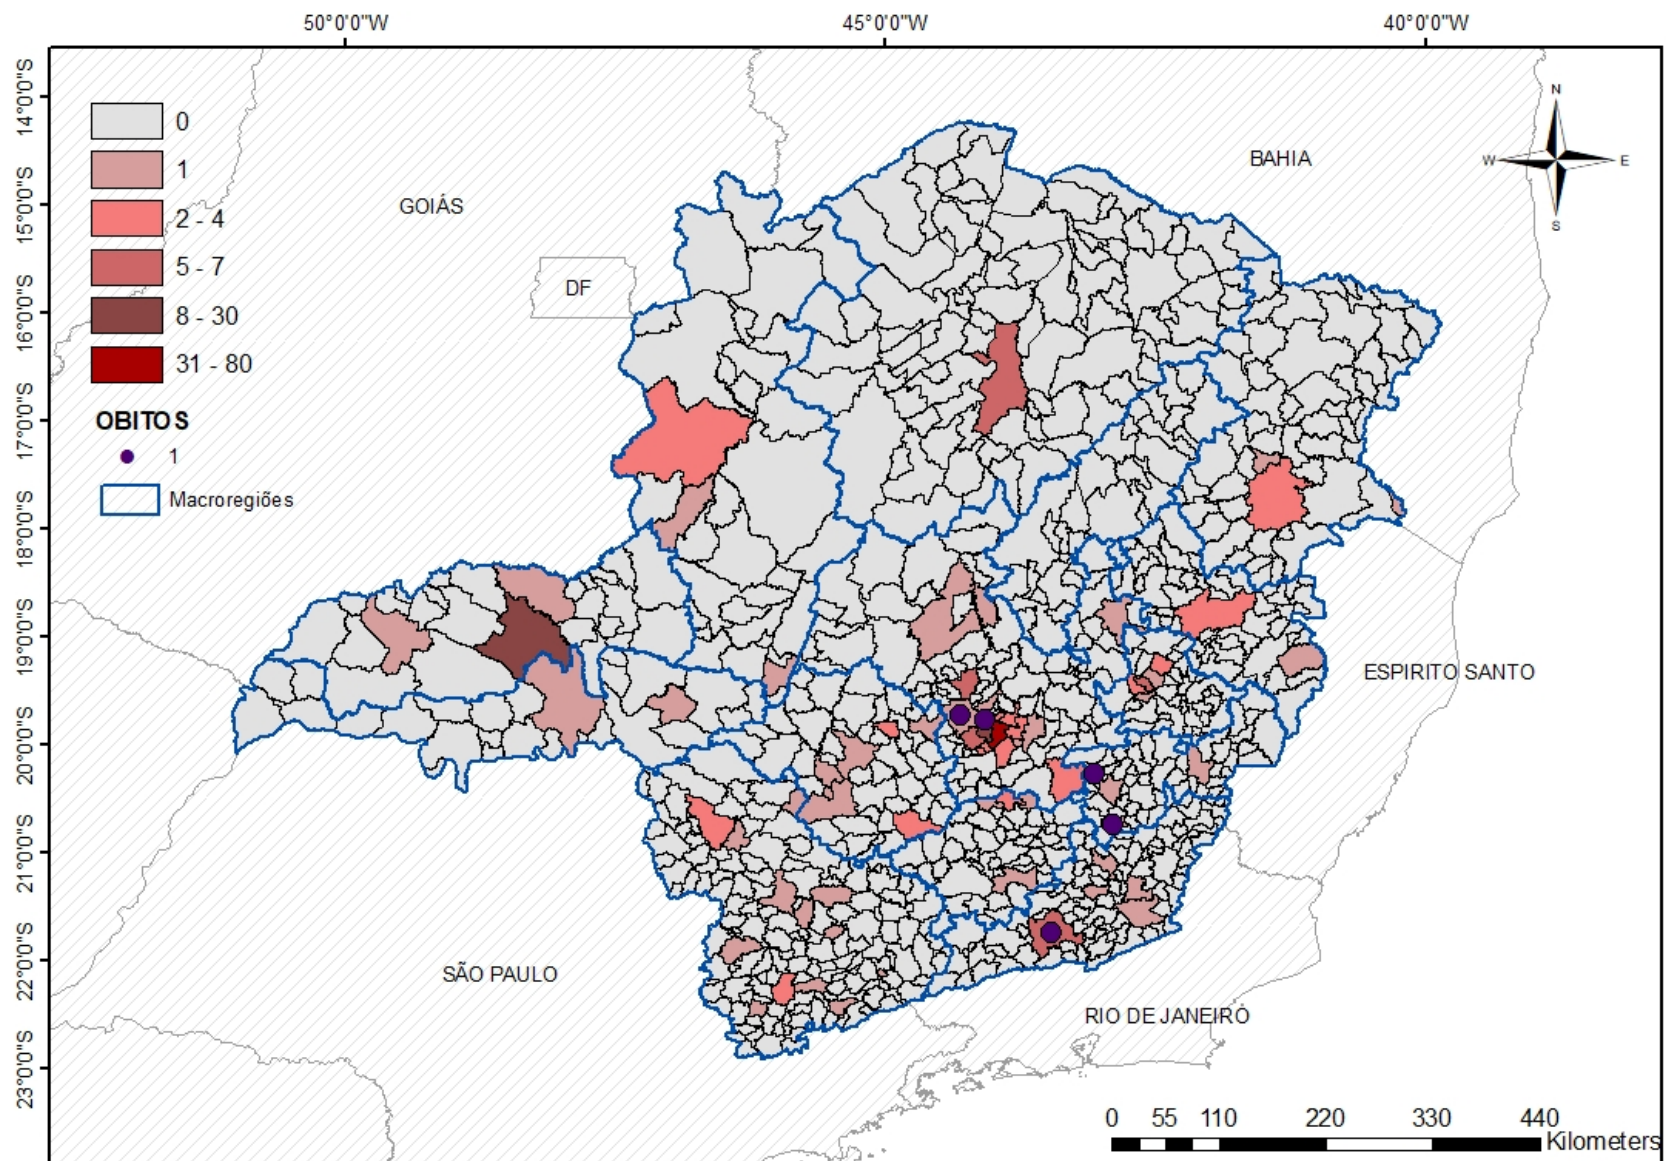 50°0'0"W 45°0'0"W 40°0'0"W
14°0'0"S
15°0'0"S
16°0'0"S
17°0'0"S
18°0'0"S
19°0'0"S
20°0'0"S
21°0'0"S
22°0'0"S
23°0'0"S
0
1
2 - 4
5 - 7
8 - 30
31 - 80
OBITOS
1
Macroregiões
N
W E
S
BAHIA
GOIÁS
DF
ESPIRITO SANTO
SÃO PAULO
RIO DE JANEIRO
0 55 110 220 330 440
Kilometers